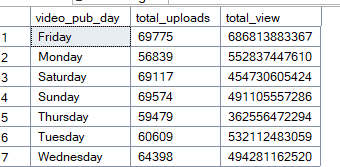 video_pub_day total_uploads total_view
1 Friday 69775 686813883367
2 Monday 56839 552837447610
3 Saturday 69117 454730605424
4 Sunday 69574 491105557286
5 Thursday 59479 362556472294
6 Tuesday 60609 532112483059
7 Wednesday 64398 494281162520